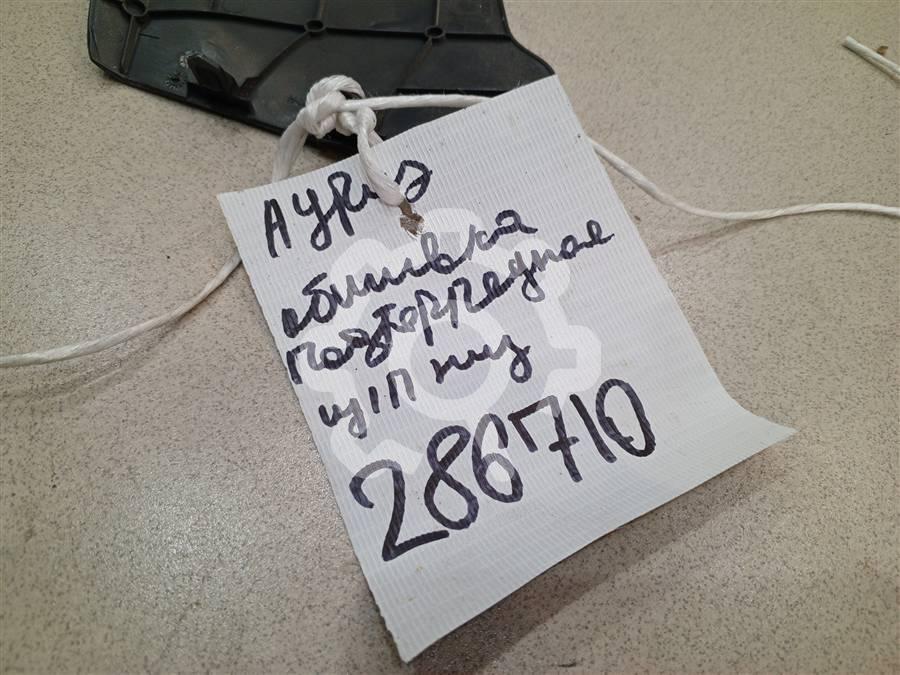 Аурис
обшивка
подторпедная
ц/П низ
286710